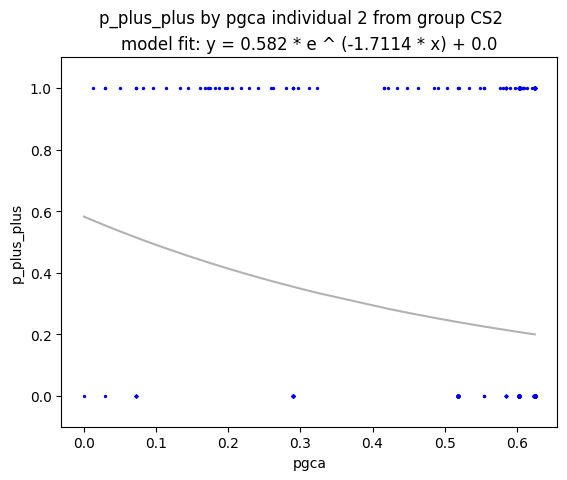 p_plus_plus by pgca individual 2 from group CS2
model fit: y = 0.582 * e ^ (-1.7114 * x) + 0.0
1.0
0.8
0.6
0.4
0.2
0.0
p_plus_plus
0.0 0.1 0.2 0.3 0.4 0.5 0.6
pgca